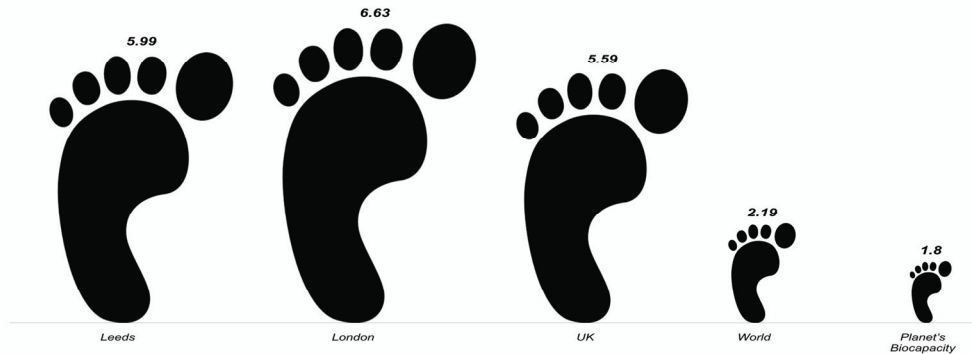 6.63
5.99
5.59
2.19
1.8
Leeds
London
UK
World
Planet's
Biocapacity